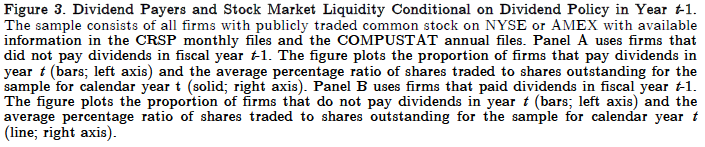 Figure 3. Dividend Payers and Stock Market Liquidity Conditional on Dividend Policy in Year t-1.
The sample consists of all firms with publicly traded common stock on NYSE or AMEX with available
information in the CRSP monthly files and the COMPUSTAT annual files. Panel A uses firms that
did not pay dividends in fiscal year t-1. The figure plots the proportion of firms that pay dividends in
year t (bars; left axis) and the average percentage ratio of shares traded to shares outstanding for the
sample for calendar year t (solid; right axis). Panel B uses firms that paid dividends in fiscal year t-1.
The figure plots the proportion of firms that do not pay dividends in year t (bars; left axis) and the
average percentage ratio of shares traded to shares outstanding for the sample for calendar year t
(line; right axis).